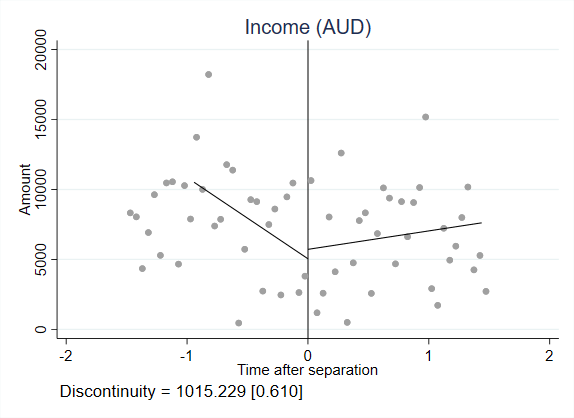 Income (AUD)
20000
15000
10000
5000
0
Amount
-2
-1
0
1
2
Time after separation
Discontinuity = 1015.229 [0.610]